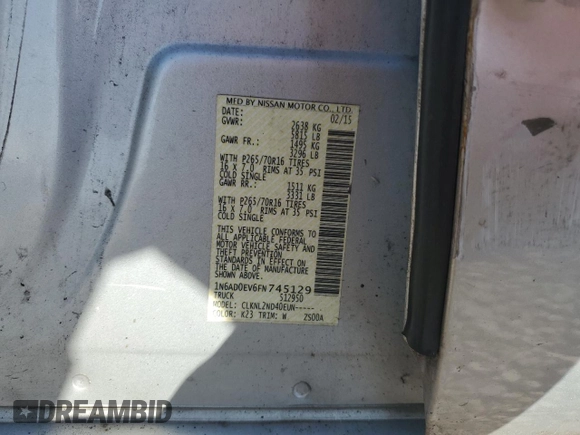 MFD BY NISSAN MOTOR CO., LTD.
DATE: 02/15
GVWR: 2638 KG
5815 LB
GAWR FR.: 1495 KG
3296 LB
WITH P265/70R16 TIRES
16 X 7.0 RIMS AT 35 PSI
COLD SINGLE
GAWR RR.: 1511 KG
3331 LB
WITH P265/70R16 TIRES
16 X 7.0 RIMS AT 35 PSI
COLD SINGLE
THIS VEHICLE CONFORMS TO
ALL APPLICABLE FEDERAL
MOTOR VEHICLE SAFETY AND
THEFT PREVENTION
STANDARDS IN EFFECT ON
THE DATE OF MANUFACTURE
SHOWN ABOVE.
1N6AD0EV6FN 745129
TRUCK 51295D
MODEL: CLKNLZND40EUN-----
COLOR: K23 TRIM: W 2S00A
DREAMBID